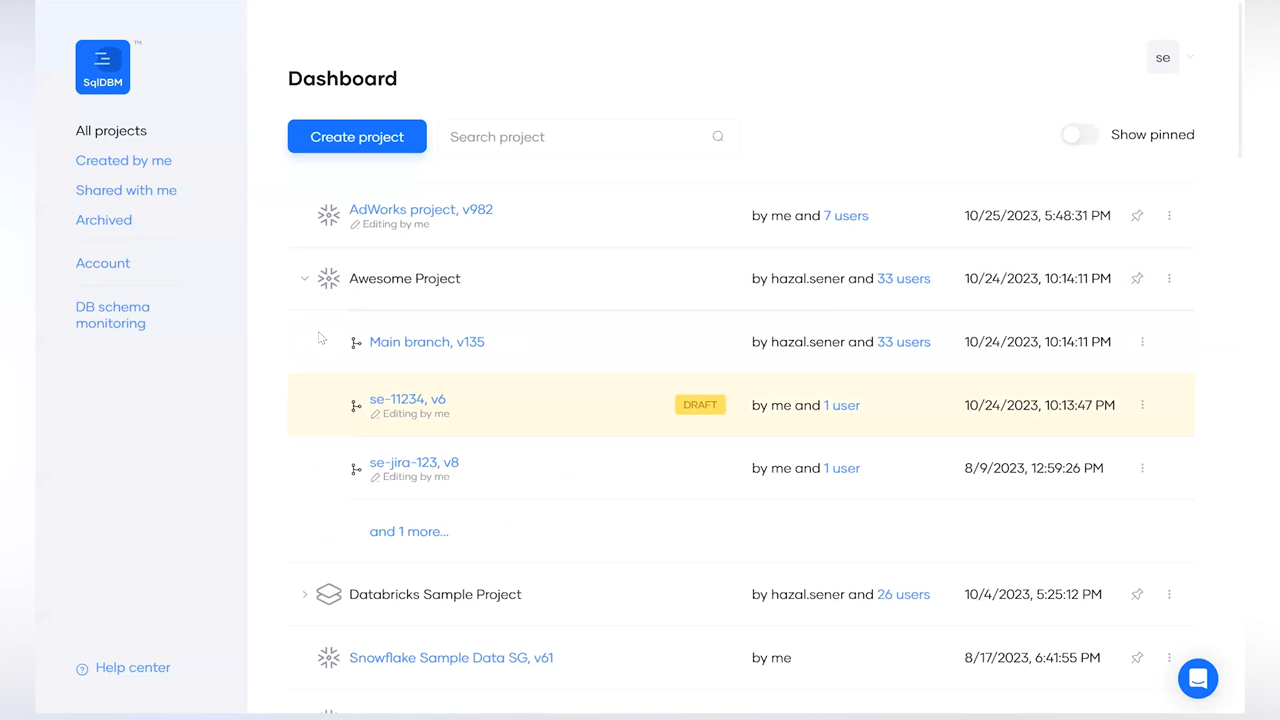 SqlDBM
™
All projects
Created by me
Shared with me
Archived
Account
DB schema
monitoring
Help center
se
Dashboard
Create project
Search project
Show pinned
AdWorks project, v982
Editing by me
by me and 7 users
10/25/2023, 5:48:31 PM
Awesome Project
by hazal.sener and 33 users
10/24/2023, 10:14:11 PM
Main branch, v135
by hazal.sener and 33 users
10/24/2023, 10:14:11 PM
se-11234, v6
Editing by me
DRAFT
by me and 1 user
10/24/2023, 10:13:47 PM
se-jira-123, v8
Editing by me
by me and 1 user
8/9/2023, 12:59:26 PM
and 1 more...
Databricks Sample Project
by hazal.sener and 26 users
10/4/2023, 5:25:12 PM
Snowflake Sample Data SG, v61
by me
8/17/2023, 6:41:55 PM